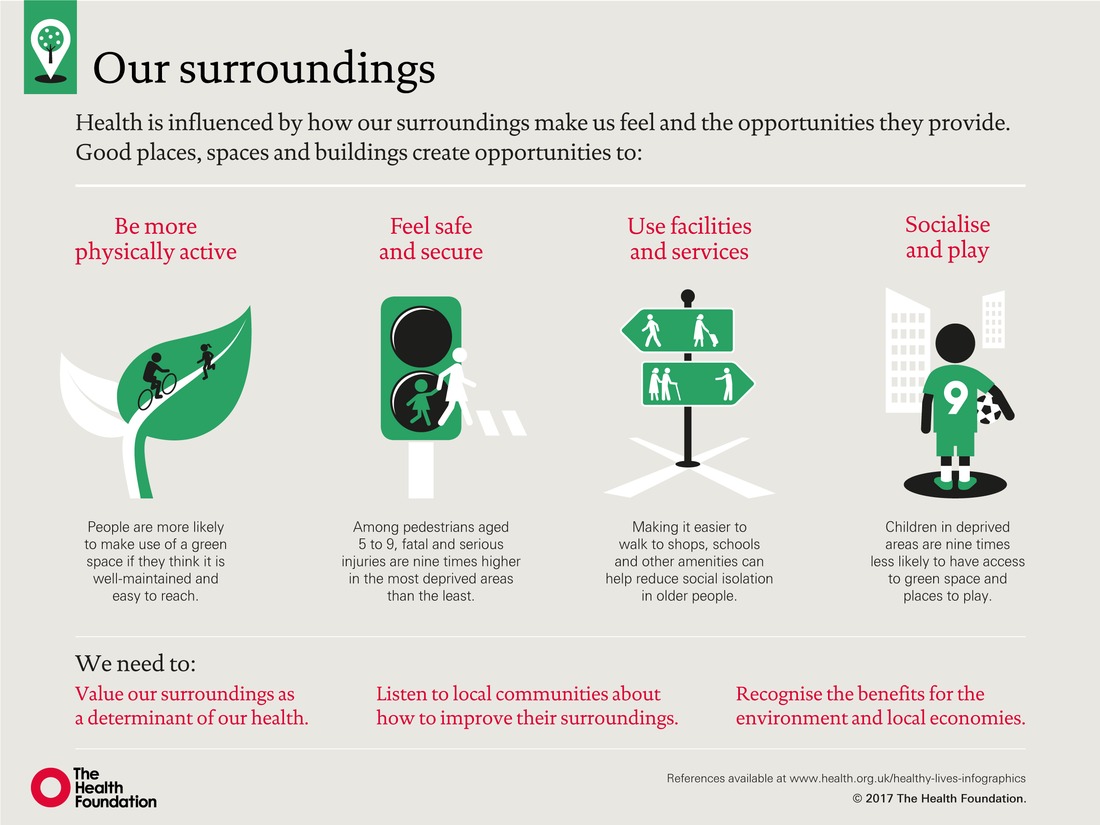 Our surroundings
Health is influenced by how our surroundings make us feel and the opportunities they provide.
Good places, spaces and buildings create opportunities to:
Be more
physically active
People are more likely
to make use of a green
space if they think it is
well-maintained and
easy to reach.
Feel safe
and secure
Among pedestrians aged
5 to 9, fatal and serious
injuries are nine times higher
in the most deprived areas
than the least.
Use facilities
and services
Making it easier to
walk to shops, schools
and other amenities can
help reduce social isolation
in older people.
Socialise
and play
9
Children in deprived
areas are nine times
less likely to have access
to green space and
places to play.
We need to:
Value our surroundings as
a determinant of our health.
Listen to local communities about
how to improve their surroundings.
Recognise the benefits for the
environment and local economies.
The
Health
Foundation
References available at www.health.org.uk/healthy-lives-infographics
© 2017 The Health Foundation.